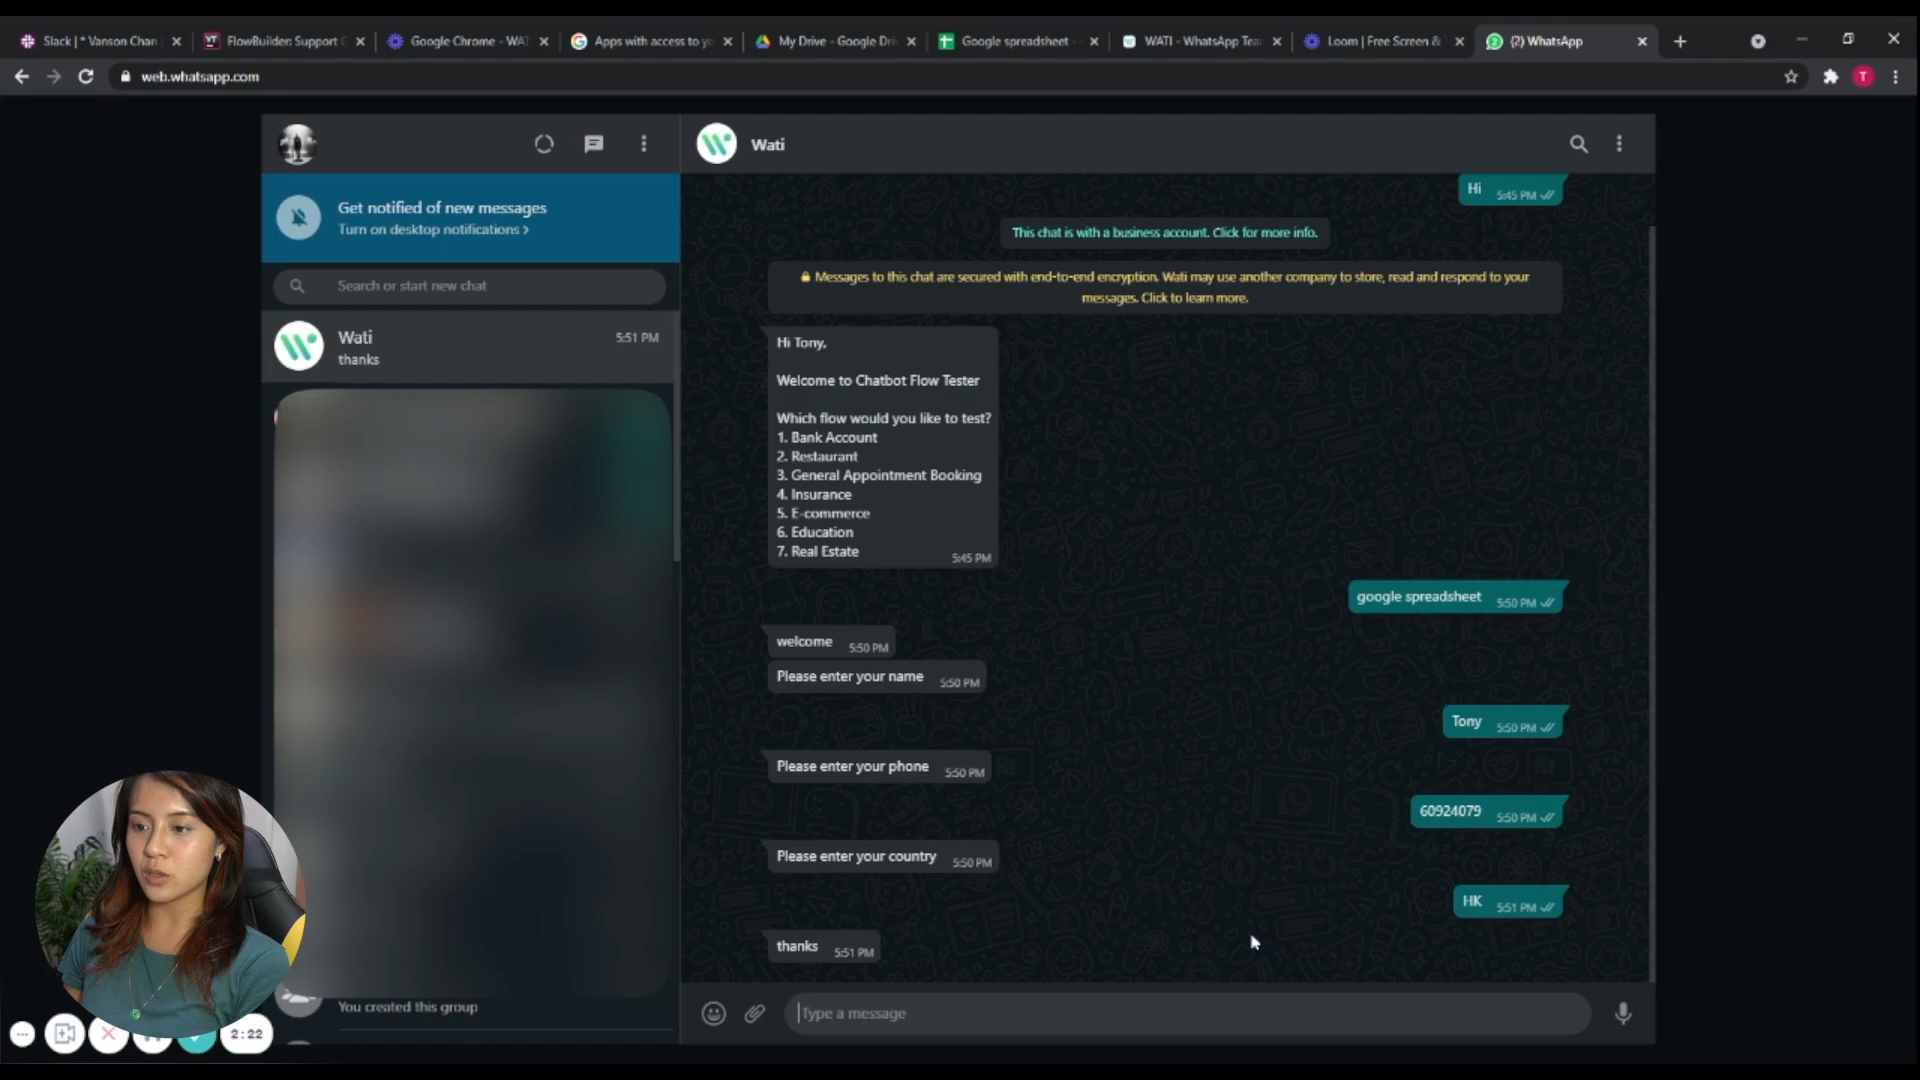 Slack | * Vanson Chan
FlowBuilder: Support
Google Chrome - WAT
Apps with access to yo
My Drive - Google Dri
Google spreadsheet -
WATI - WhatsApp Tea
Loom | Free Screen &
(2) WhatsApp
web.whatsapp.com
T
Wati
Get notified of new messages
Turn on desktop notifications >
Search or start new chat
Wati
5:51 PM
thanks
You created this group
2:22
Hi 5:45 PM
This chat is with a business account. Click for more info.
Messages to this chat are secured with end-to-end encryption. Wati may use another company to store, read and respond to your
messages. Click to learn more.
Hi Tony,
Welcome to Chatbot Flow Tester
Which flow would you like to test?
1. Bank Account
2. Restaurant
3. General Appointment Booking
4. Insurance
5. E-commerce
6. Education
7. Real Estate
5:45 PM
google spreadsheet 5:50 PM
welcome 5:50 PM
Please enter your name 5:50 PM
Tony 5:50 PM
Please enter your phone 5:50 PM
60924079 5:50 PM
Please enter your country 5:50 PM
HK 5:51 PM
thanks 5:51 PM
Type a message